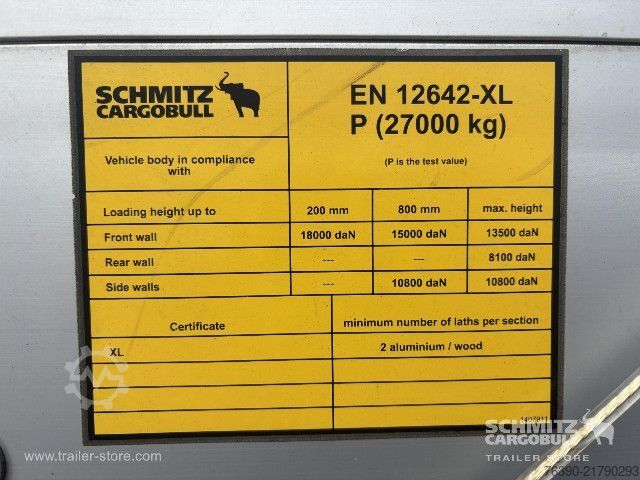 SCHMITZ
CARGOBULL
EN 12642-XL
P (27000 kg)
Vehicle body in compliance
with
(P is the test value)
Loading height up to 200 mm 800 mm max. height
Front wall 18000 daN 15000 daN 13500 daN
Rear wall --- --- 8100 daN
Side walls --- 10800 daN 10800 daN
Certificate minimum number of laths per section
XL 2 aluminium / wood
1407911
www.trailer-store.com
SCHMITZ
CARGOBULL
TRAILER STORE
76390-21790293